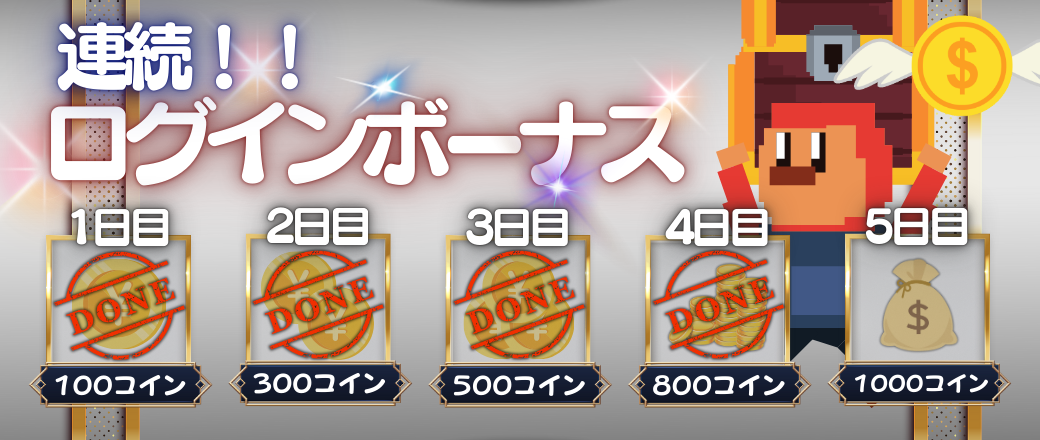 連続！！
ログインボーナス
1日目
2日目
3日目
4日目
5日目
DONE
DONE
DONE
DONE
$
$
100コイン
300コイン
500コイン
800コイン
1000コイン